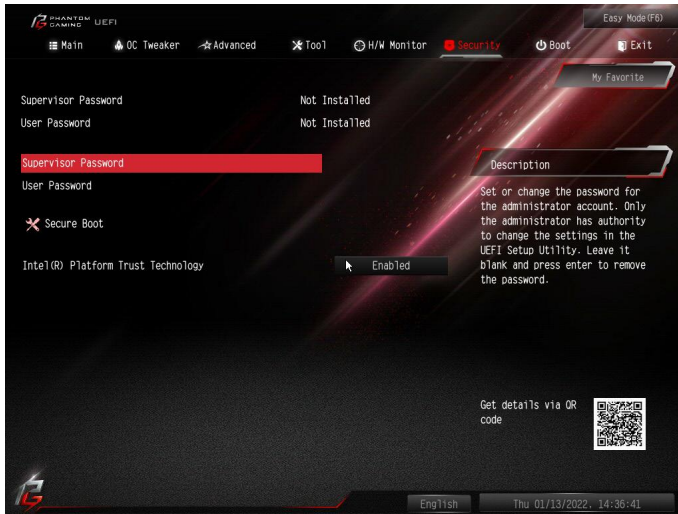 PHANTOM GAMING UEFI
Easy Mode(F6)
Main OC Tweaker Advanced Tool H/W Monitor Security Boot Exit
My Favorite
Supervisor Password Not Installed
User Password Not Installed
Supervisor Password
User Password
Secure Boot
Intel(R) Platform Trust Technology Enabled
Description
Set or change the password for
the administrator account. Only
the administrator has authority
to change the settings in the
UEFI Setup Utility. Leave it
blank and press enter to remove
the password.
Get details via QR
code
English Thu 01/13/2022. 14:36:41